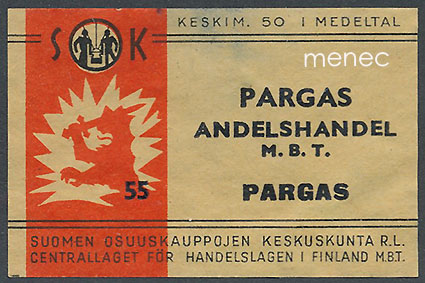 KESKIM. 50 I MEDELTAL
S O K
menec
PARGAS
ANDELSHANDEL
M.B.T.
55
PARGAS
SUOMEN OSUUSKAUPPOJEN KESKUSKUNTA R.L.
CENTRALLAGET FÖR HANDELSLAGEN I FINLAND M.B.T.